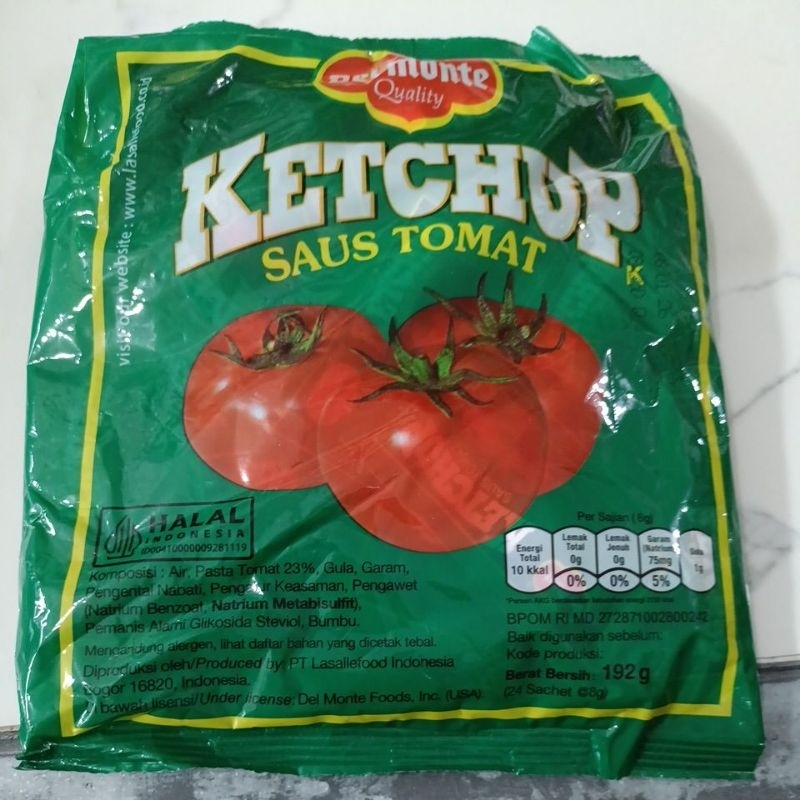 Del Monte
Quality
KETCHUP
SAUS TOMAT
K
visit our website : www.lasallefood.co.id
HALAL
INDONESIA
ID00410000009281119
Komposisi : Air, Pasta Tomat 23%, Gula, Garam,
Pengental Nabati, Pengatur Keasaman, Pengawet
(Natrium Benzoat, Natrium Metabisulfit),
Pemanis Alami Glikosida Steviol, Bumbu.
Mengandung alergen, lihat daftar bahan yang dicetak tebal.
Diproduksi oleh/Produced by: PT Lasallefood Indonesia
Bogor 16820, Indonesia.
bawah lisensi/Under license: Del Monte Foods, Inc. (USA)
Per Sajian (8g)
Energi Total 10 kkal
Lemak Total 0g 0%
Lemak Jenuh 0g 0%
Garam (Natrium) 75mg 5%
Gula 1g
BPOM RI MD 272871002800242
Baik digunakan sebelum:
Kode produksi:
Berat Bersih: 192 g
(24 Sachet @8g)